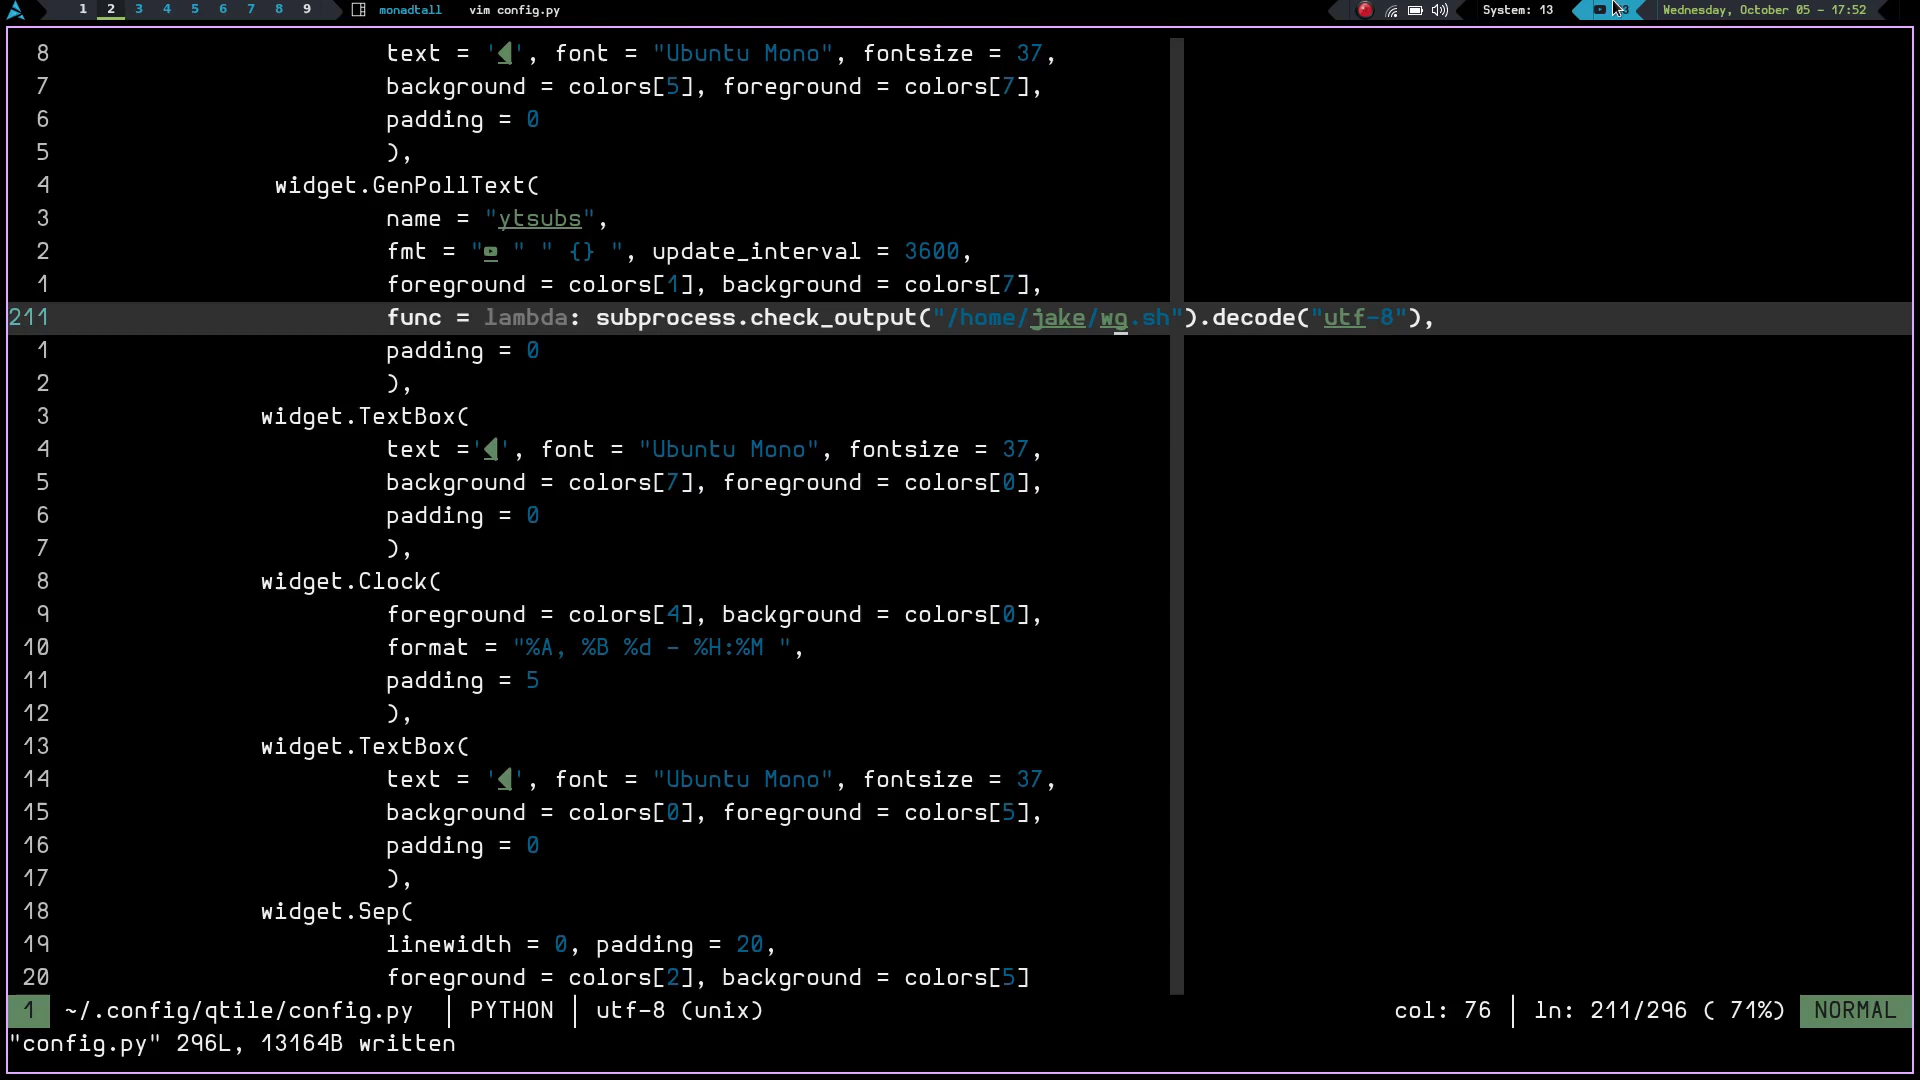 1 2 3 4 5 6 7 8 9 monadtall vim config.py System: 13 Wednesday, October 05 - 17:52
8 text = '◀', font = "Ubuntu Mono", fontsize = 37,
7 background = colors[5], foreground = colors[7],
6 padding = 0
5 ),
4 widget.GenPollText(
3 name = "ytsubs",
2 fmt = " " " {} ", update_interval = 3600,
1 foreground = colors[1], background = colors[7],
211 func = lambda: subprocess.check_output("/home/jake/wg.sh").decode("utf-8"),
1 padding = 0
2 ),
3 widget.TextBox(
4 text ='◀', font = "Ubuntu Mono", fontsize = 37,
5 background = colors[7], foreground = colors[0],
6 padding = 0
7 ),
8 widget.Clock(
9 foreground = colors[4], background = colors[0],
10 format = "%A, %B %d - %H:%M ",
11 padding = 5
12 ),
13 widget.TextBox(
14 text = '◀', font = "Ubuntu Mono", fontsize = 37,
15 background = colors[0], foreground = colors[5],
16 padding = 0
17 ),
18 widget.Sep(
19 linewidth = 0, padding = 20,
20 foreground = colors[2], background = colors[5]
1 ~/.config/qtile/config.py | PYTHON | utf-8 (unix) col: 76 | ln: 211/296 ( 71%) NORMAL
"config.py" 296L, 13164B written